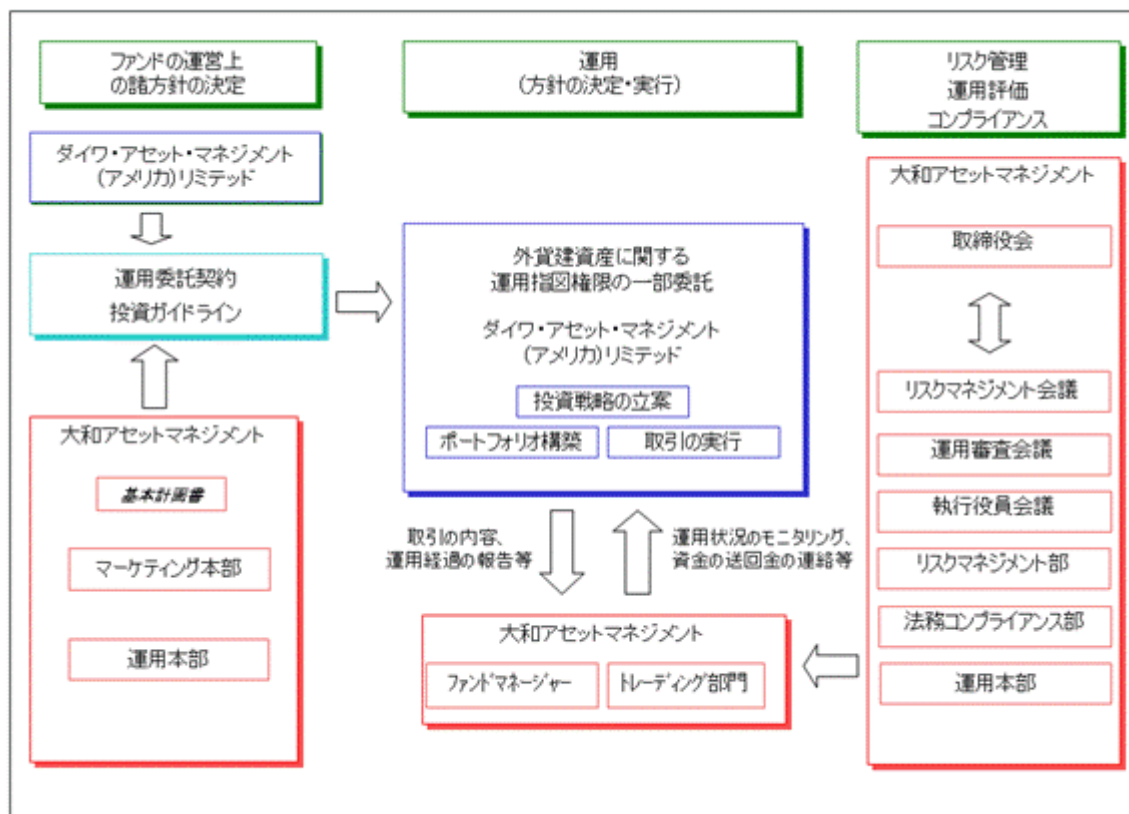 ファンドの運営上
の諸方針の決定
運用
(方針の決定・実行)
リスク管理
運用評価
コンプライアンス
ダイワ・アセット・マネジメント
(アメリカ)リミテッド
運用委託契約
投資ガイドライン
大和アセットマネジメント
基本計画書
マーケティング本部
運用本部
外貨建資産に関する
運用指図権限の一部委託
ダイワ・アセット・マネジメント
(アメリカ)リミテッド
投資戦略の立案
ポートフォリオ構築
取引の実行
取引の内容、
運用経過の報告等
運用状況のモニタリング、
資金の送回金の連絡等
大和アセットマネジメント
ファンドマネージャー
トレーディング部門
大和アセットマネジメント
取締役会
リスクマネジメント会議
運用審査会議
執行役員会議
リスクマネジメント部
法務コンプライアンス部
運用本部